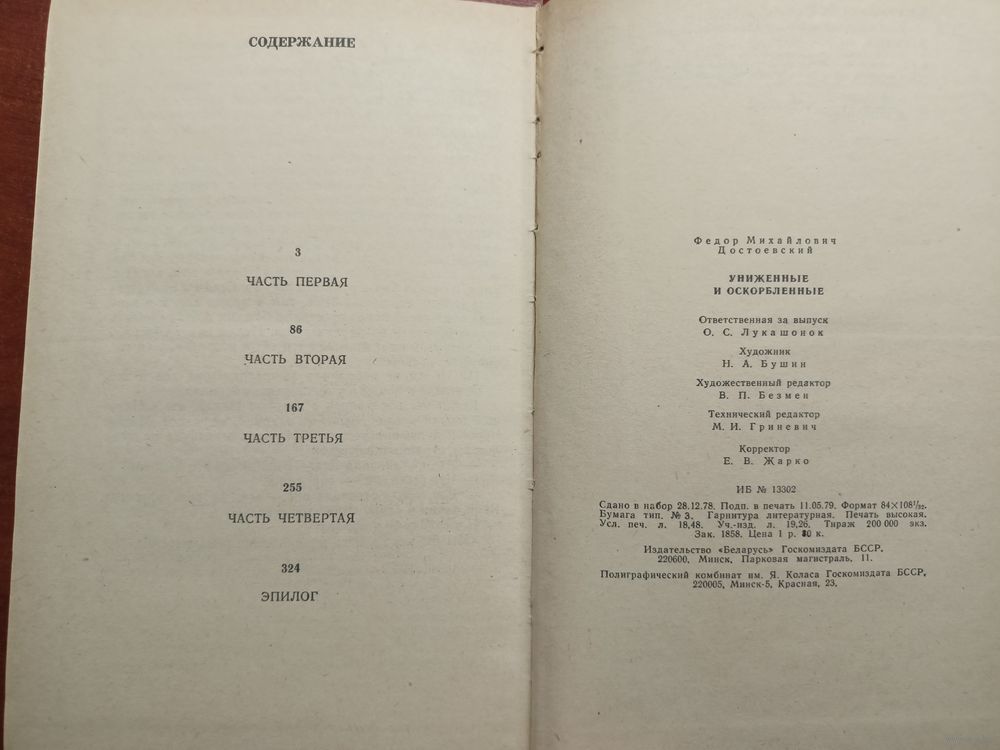 СОДЕРЖАНИЕ
3
ЧАСТЬ ПЕРВАЯ
86
ЧАСТЬ ВТОРАЯ
167
ЧАСТЬ ТРЕТЬЯ
255
ЧАСТЬ ЧЕТВЕРТАЯ
324
ЭПИЛОГ
Федор Михайлович
Достоевский
УНИЖЕННЫЕ
И ОСКОРБЛЕННЫЕ
Ответственная за выпуск
О. С. Лукашонок
Художник
Н. А. Бушин
Художественный редактор
В. П. Безмен
Технический редактор
М. И. Гриневич
Корректор
Е. В. Жарко
ИБ № 13302
Сдано в набор 28.12.78. Подп. в печать 11.05.79. Формат 84×108¹/₃₂.
Бумага тип. № 3. Гарнитура литературная. Печать высокая.
Усл. печ. л. 18,48. Уч.-изд. л. 19,26. Тираж 200 000 экз.
Зак. 1858. Цена 1 р. к.
Издательство «Беларусь» Госкомиздата БССР.
220600, Минск, Парковая магистраль, 11.
Полиграфический комбинат им. Я. Коласа Госкомиздата БССР,
220005, Минск-5, Красная, 23.